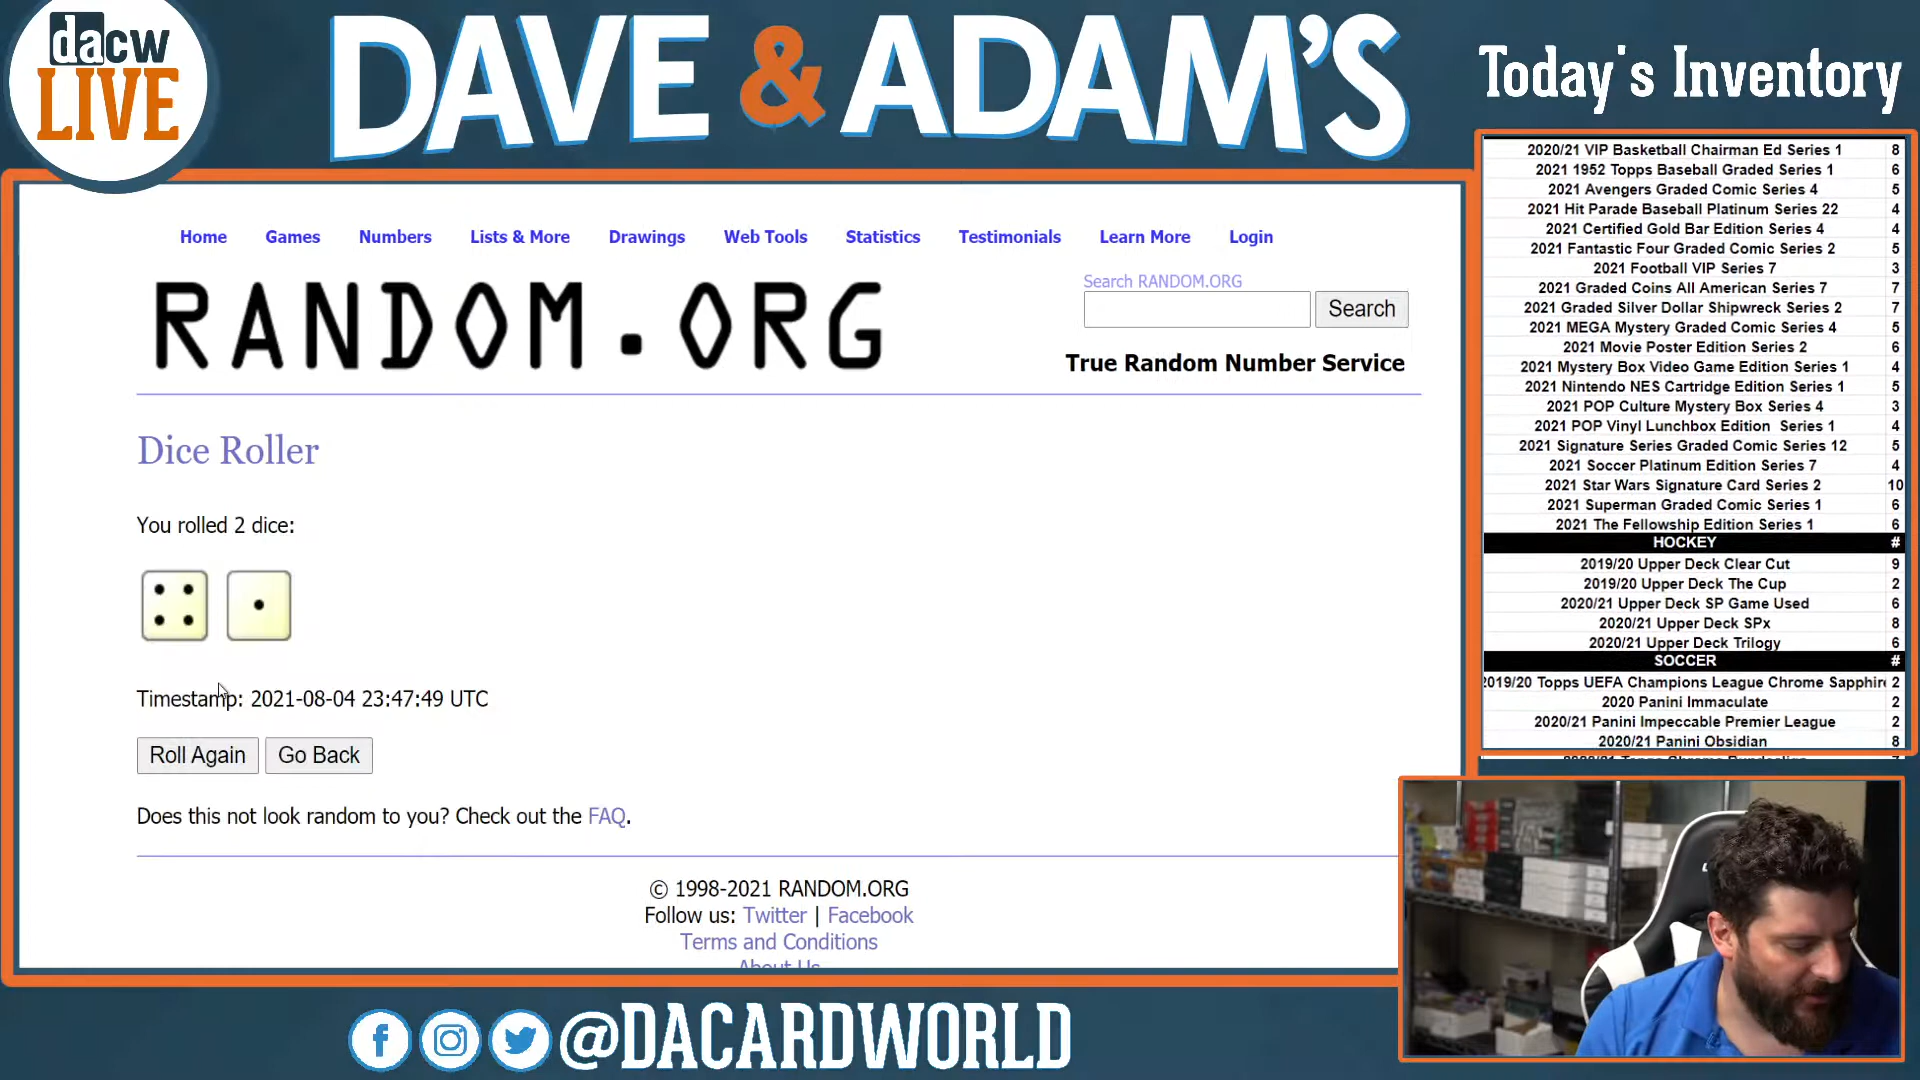 dacw
LIVE
DAVE & ADAM'S
Today's Inventory
Home Games Numbers Lists & More Drawings Web Tools Statistics Testimonials Learn More Login
RANDOM.ORG
Search RANDOM.ORG
Search
True Random Number Service
Dice Roller
You rolled 2 dice:
Timestamp: 2021-08-04 23:47:49 UTC
Roll Again Go Back
Does this not look random to you? Check out the FAQ.
© 1998-2021 RANDOM.ORG
Follow us: Twitter | Facebook
Terms and Conditions
About Us
2020/21 VIP Basketball Chairman Ed Series 1 8
2021 1952 Topps Baseball Graded Series 1 6
2021 Avengers Graded Comic Series 4 5
2021 Hit Parade Baseball Platinum Series 22 4
2021 Certified Gold Bar Edition Series 4 4
2021 Fantastic Four Graded Comic Series 2 5
2021 Football VIP Series 7 3
2021 Graded Coins All American Series 7 7
2021 Graded Silver Dollar Shipwreck Series 2 7
2021 MEGA Mystery Graded Comic Series 4 5
2021 Movie Poster Edition Series 2 6
2021 Mystery Box Video Game Edition Series 1 4
2021 Nintendo NES Cartridge Edition Series 1 5
2021 POP Culture Mystery Box Series 4 3
2021 POP Vinyl Lunchbox Edition Series 1 4
2021 Signature Series Graded Comic Series 12 5
2021 Soccer Platinum Edition Series 7 4
2021 Star Wars Signature Card Series 2 10
2021 Superman Graded Comic Series 1 6
2021 The Fellowship Edition Series 1 6
HOCKEY #
2019/20 Upper Deck Clear Cut 9
2019/20 Upper Deck The Cup 2
2020/21 Upper Deck SP Game Used 6
2020/21 Upper Deck SPx 8
2020/21 Upper Deck Trilogy 6
SOCCER #
2019/20 Topps UEFA Champions League Chrome Sapphire 2
2020 Panini Immaculate 2
2020/21 Panini Impeccable Premier League 2
2020/21 Panini Obsidian 8
@DACARDWORLD